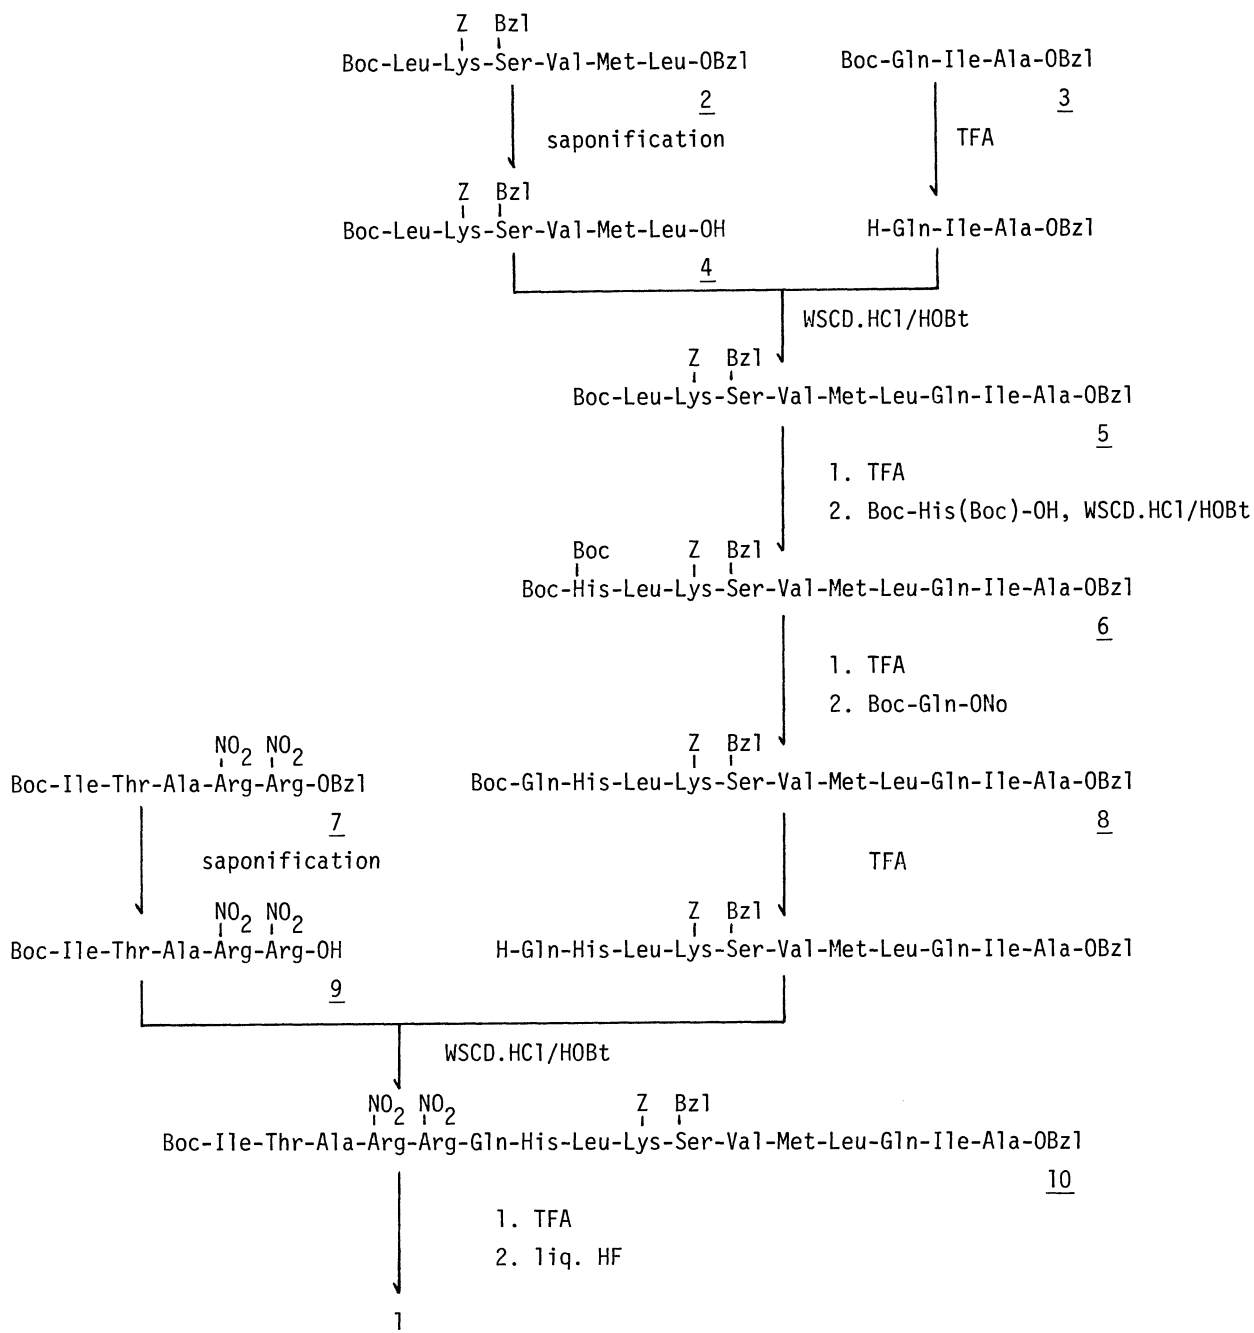 Z Bzl
Boc-Leu-Lys-Ser-Val-Met-Leu-OBzl
2
Boc-Gln-Ile-Ala-OBzl
3
saponification
TFA
Z Bzl
Boc-Leu-Lys-Ser-Val-Met-Leu-OH
4
H-Gln-Ile-Ala-OBzl
WSCD.HCl/HOBt
Z Bzl
Boc-Leu-Lys-Ser-Val-Met-Leu-Gln-Ile-Ala-OBzl
5
1. TFA
2. Boc-His(Boc)-OH, WSCD.HCl/HOBt
Boc Z Bzl
Boc-His-Leu-Lys-Ser-Val-Met-Leu-Gln-Ile-Ala-OBzl
6
1. TFA
2. Boc-Gln-ONo
NO2 NO2
Boc-Ile-Thr-Ala-Arg-Arg-OBzl
7
Z Bzl
Boc-Gln-His-Leu-Lys-Ser-Val-Met-Leu-Gln-Ile-Ala-OBzl
8
saponification
TFA
NO2 NO2
Boc-Ile-Thr-Ala-Arg-Arg-OH
9
Z Bzl
H-Gln-His-Leu-Lys-Ser-Val-Met-Leu-Gln-Ile-Ala-OBzl
WSCD.HCl/HOBt
NO2 NO2 Z Bzl
Boc-Ile-Thr-Ala-Arg-Arg-Gln-His-Leu-Lys-Ser-Val-Met-Leu-Gln-Ile-Ala-OBzl
10
1. TFA
2. liq. HF
1